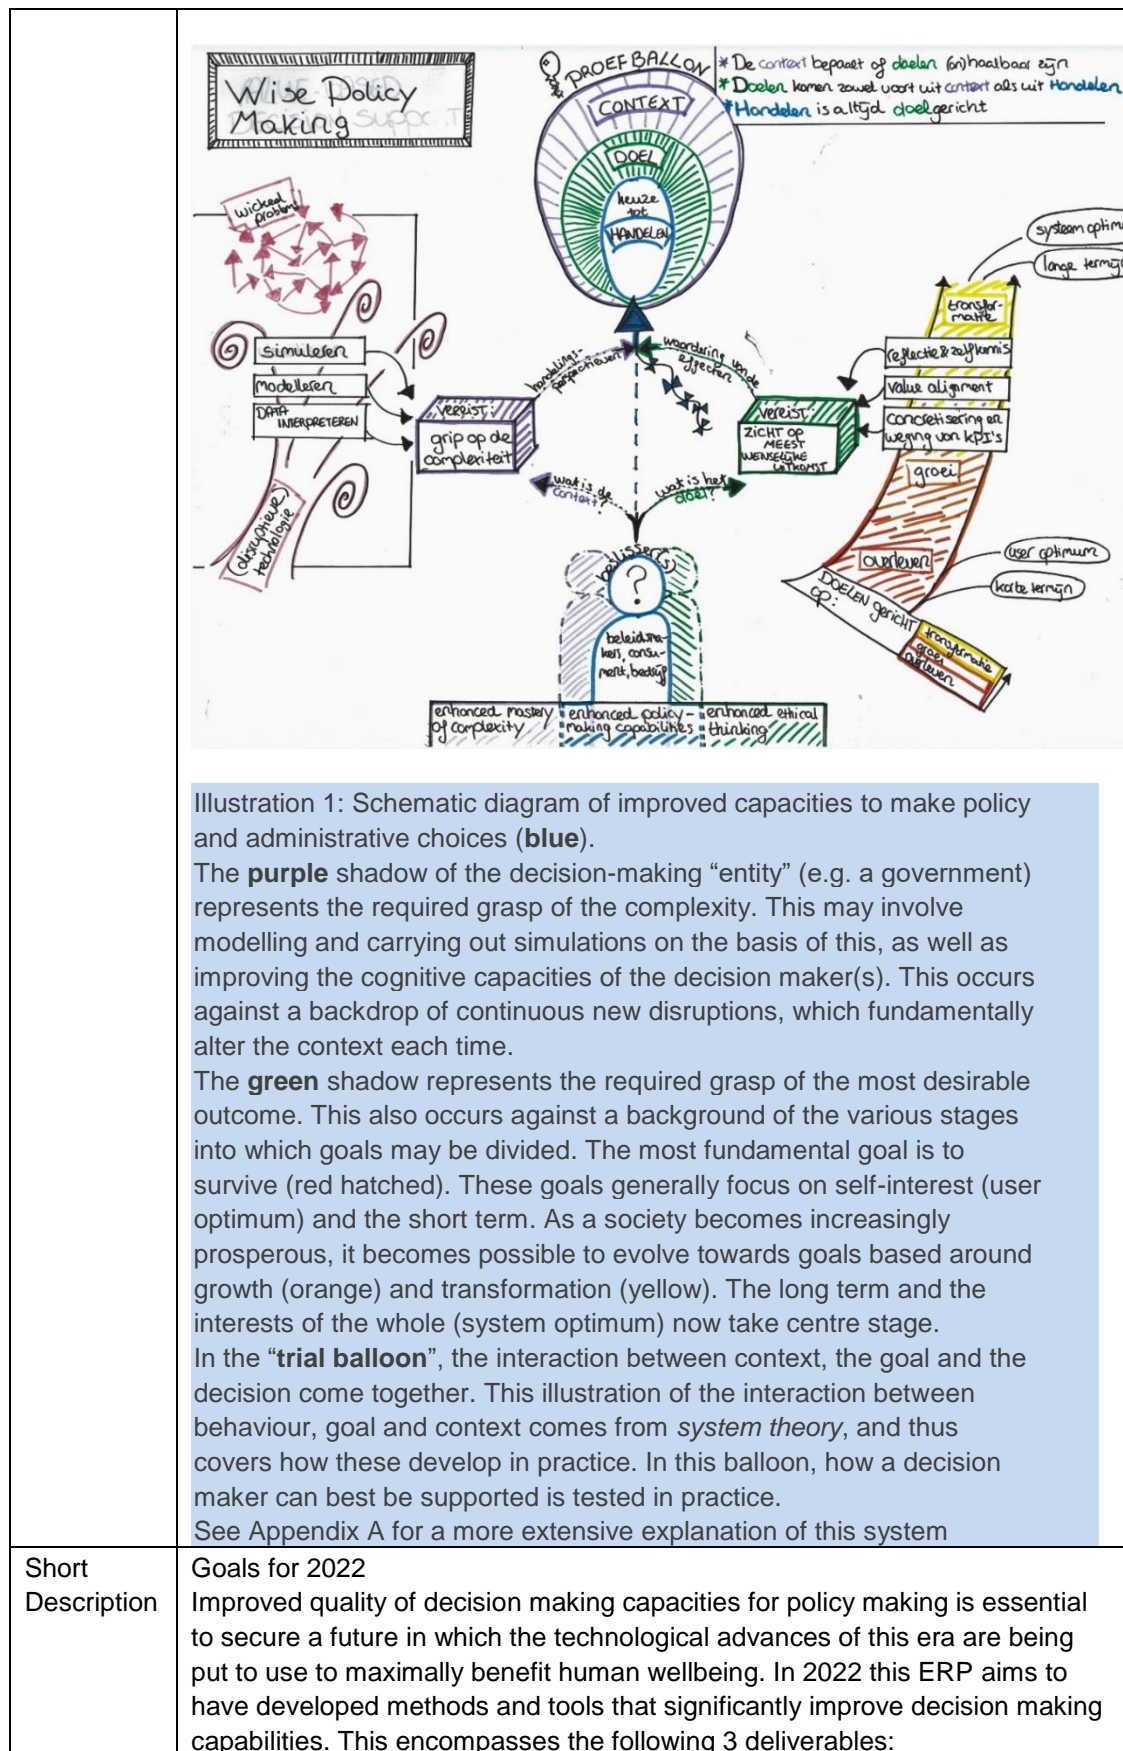 Wise Policy
Making
PROEFBALLON
CONTEXT
DOEL
keuze
tot
HANDELEN
* De context bepaalt of doelen (on)haalbaar zijn
* Doelen komen zowel voort uit context als uit Handelen
* Handelen is altijd doelgericht
wicked
problems
simuleren
modelleren
DATA
INTERPRETEREN
(disruptieve)
technologie
VEREIST:
grip op de
complexiteit
handelings-
perspectieven
waardering van de
effecten
VEREIST:
ZICHT OP
MEEST
WENSELIJKE
UITKOMST
wat is de
context?
wat is het
doel?
systeem optim
lange termijn
transfor-
matie
reflectie & zelfkennis
value alignment
concretisering en
weging van KPI's
groei
overleven
user optimum
korte termijn
DOELEN gericht
op:
transformatie
groei
overleven
beslisser(s)
?
beleidsma-
kers, consu-
ment, bedrijf
enhanced mastery
of complexity
enhanced policy-
making capabilities
enhanced ethical
thinking
Illustration 1: Schematic diagram of improved capacities to make policy
and administrative choices (blue).
The purple shadow of the decision-making “entity” (e.g. a government)
represents the required grasp of the complexity. This may involve
modelling and carrying out simulations on the basis of this, as well as
improving the cognitive capacities of the decision maker(s). This occurs
against a backdrop of continuous new disruptions, which fundamentally
alter the context each time.
The green shadow represents the required grasp of the most desirable
outcome. This also occurs against a background of the various stages
into which goals may be divided. The most fundamental goal is to
survive (red hatched). These goals generally focus on self-interest (user
optimum) and the short term. As a society becomes increasingly
prosperous, it becomes possible to evolve towards goals based around
growth (orange) and transformation (yellow). The long term and the
interests of the whole (system optimum) now take centre stage.
In the “trial balloon”, the interaction between context, the goal and the
decision come together. This illustration of the interaction between
behaviour, goal and context comes from system theory, and thus
covers how these develop in practice. In this balloon, how a decision
maker can best be supported is tested in practice.
See Appendix A for a more extensive explanation of this system
Short
Description
Goals for 2022
Improved quality of decision making capacities for policy making is essential
to secure a future in which the technological advances of this era are being
put to use to maximally benefit human wellbeing. In 2022 this ERP aims to
have developed methods and tools that significantly improve decision making
capabilities. This encompasses the following 3 deliverables: